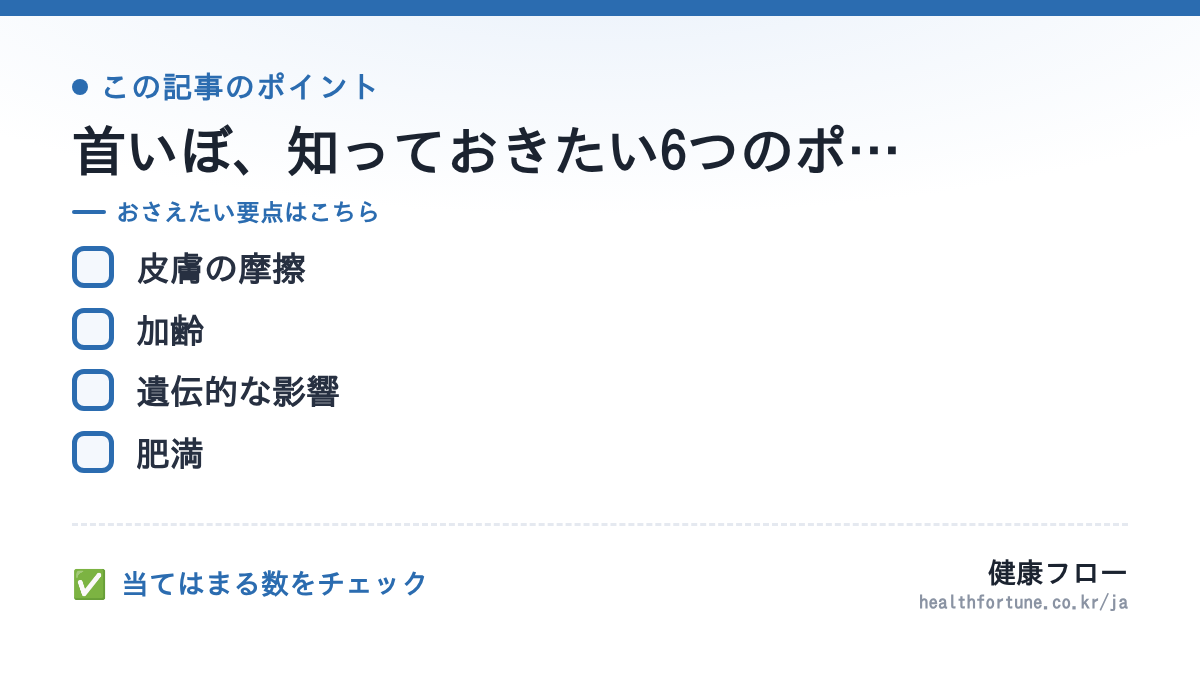 この記事のポイント
首いぼ、知っておきたい6つのポ…
おさえたい要点はこちら
皮膚の摩擦
加齢
遺伝的な影響
肥満
✅ 当てはまる数をチェック
健康フロー
healthfortune.co.kr/ja